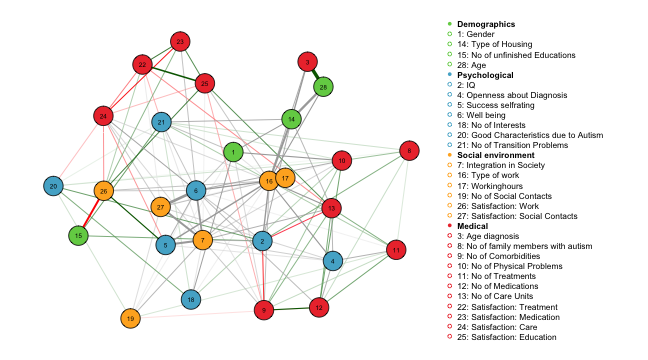 23
22
3
25
28
24
21
14
1
8
10
16
17
20
26
6
27
13
15
5
7
2
11
4
18
19
9
12
Demographics
1: Gender
14: Type of Housing
15: No of unfinished Educations
28: Age
Psychological
2: IQ
4: Openness about Diagnosis
5: Success selfrating
6: Well being
18: No of Interests
20: Good Characteristics due to Autism
21: No of Transition Problems
Social environment
7: Integration in Society
16: Type of work
17: Workinghours
19: No of Social Contacts
26: Satisfaction: Work
27: Satisfaction: Social Contacts
Medical
3: Age diagnosis
8: No of family members with autism
9: No of Comorbidities
10: No of Physical Problems
11: No of Treatments
12: No of Medications
13: No of Care Units
22: Satisfaction: Treatment
23: Satisfaction: Medication
24: Satisfaction: Care
25: Satisfaction: Education